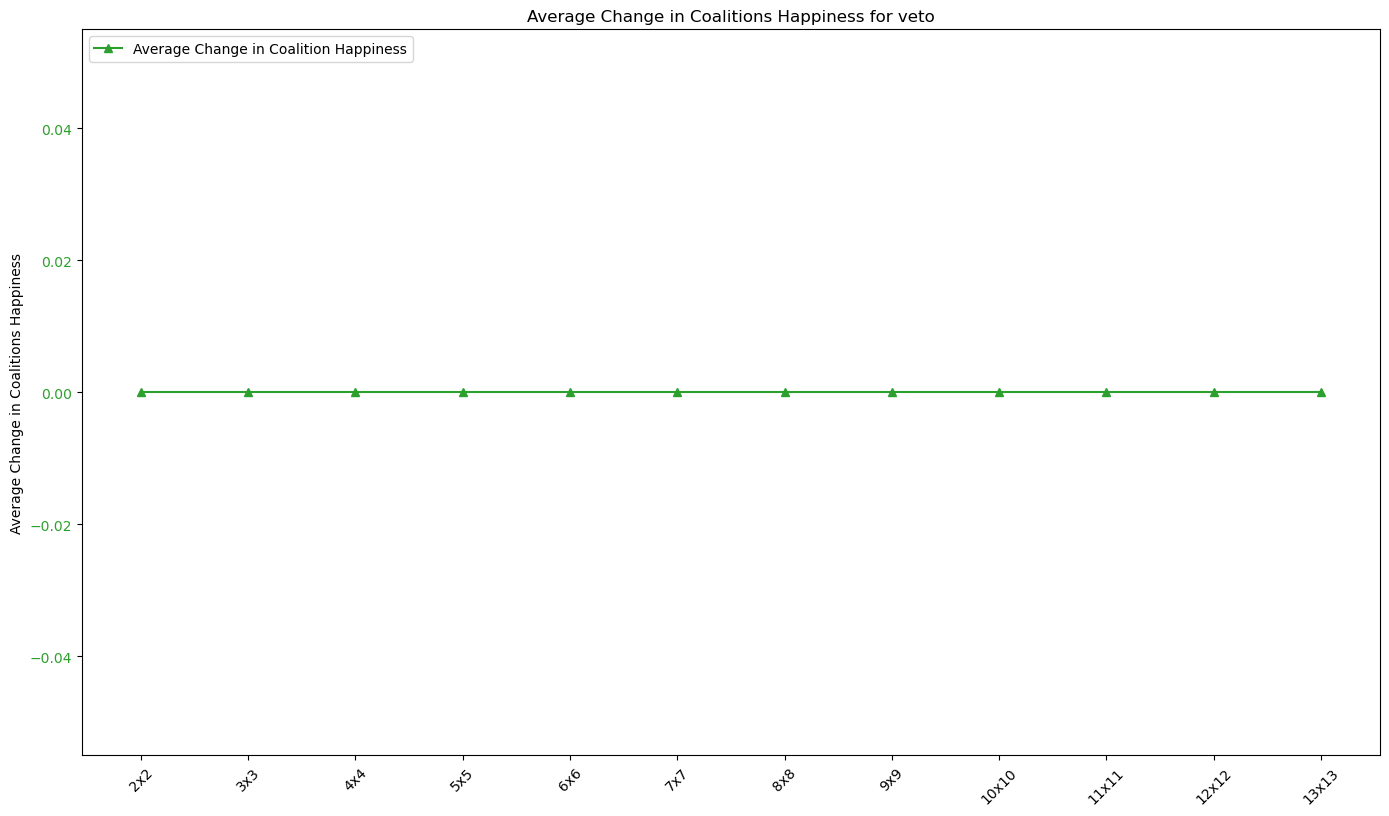 Average Change in Coalitions Happiness for veto
Average Change in Coalition Happiness
Average Change in Coalitions Happiness
0.04
0.02
0.00
−0.02
−0.04
2x2
3x3
4x4
5x5
6x6
7x7
8x8
9x9
10x10
11x11
12x12
13x13